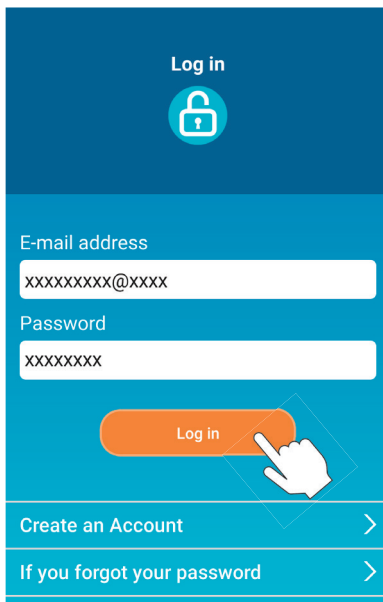 Log in
E-mail address
xxxxxxxxx@xxxx
Password
xxxxxxxx
Log in
Create an Account
If you forgot your password